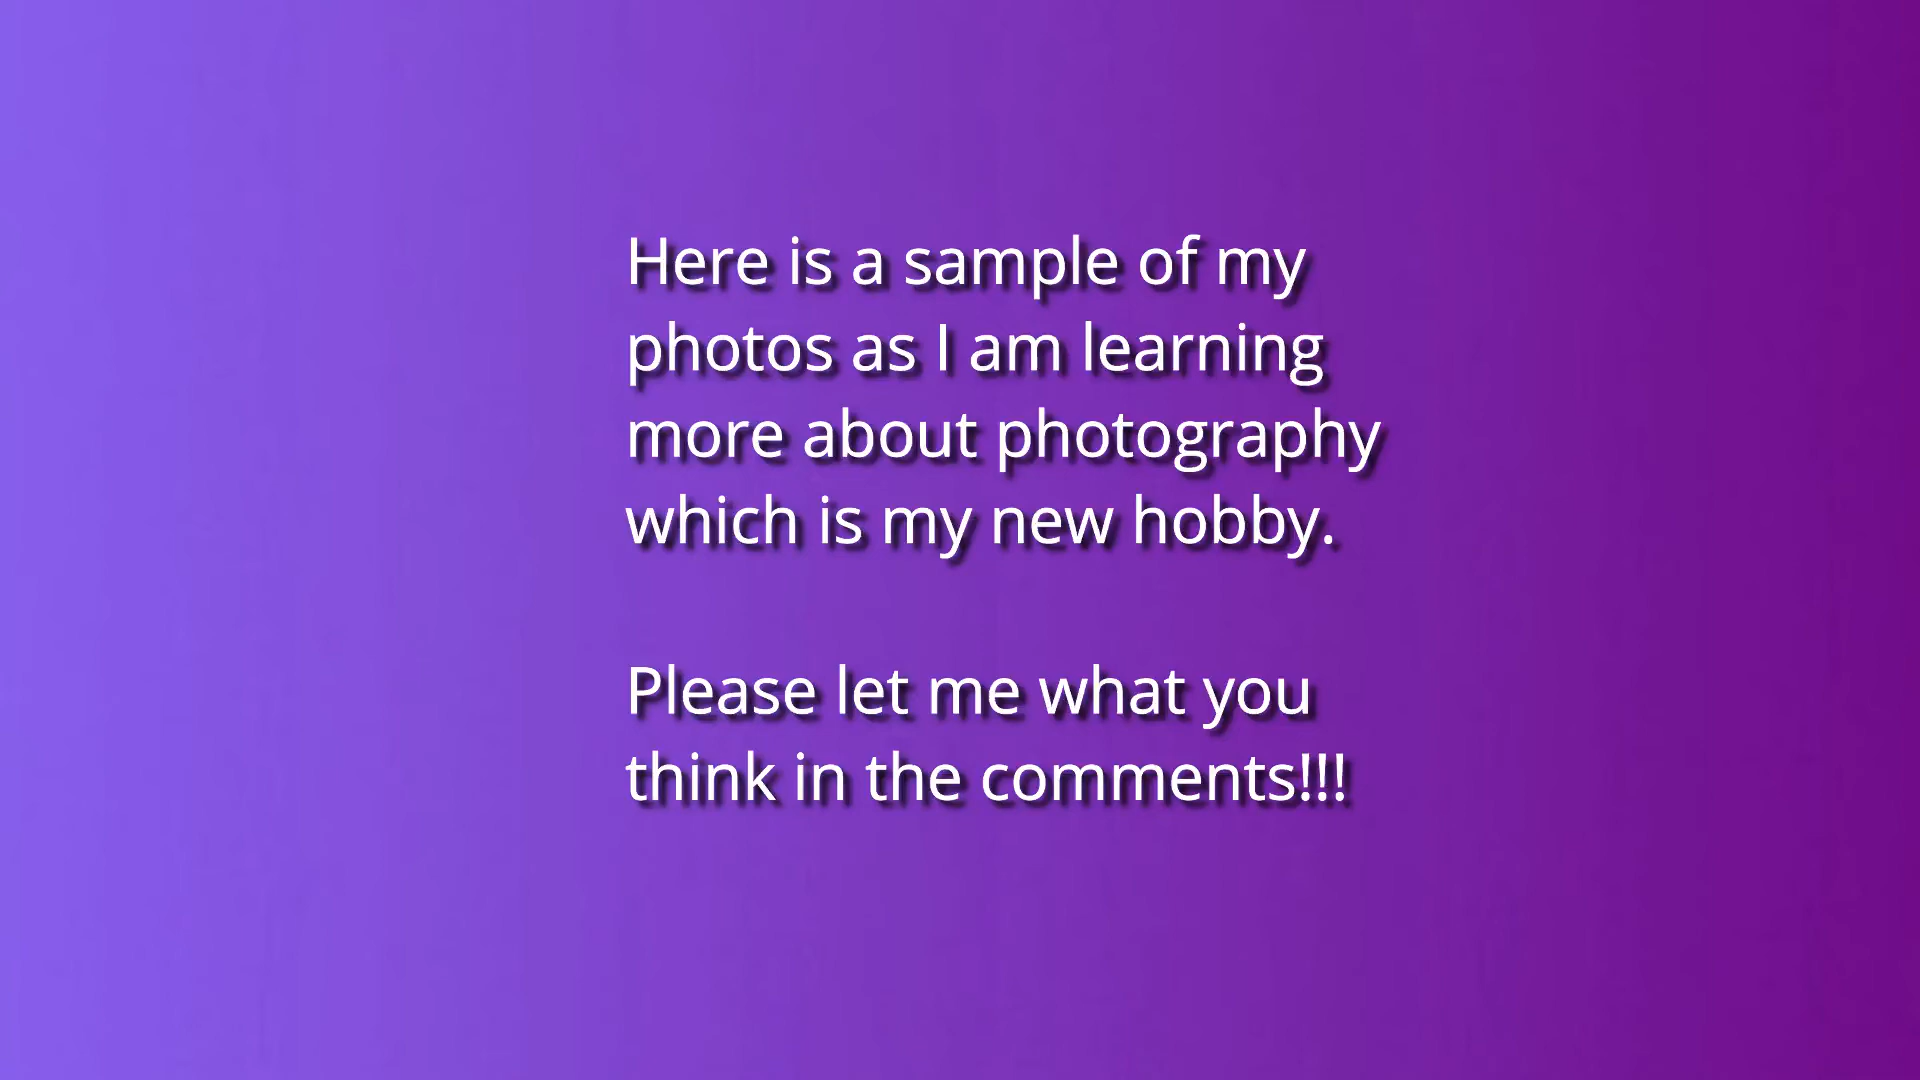 Here is a sample of my
photos as I am learning
more about photography
which is my new hobby.
Please let me what you
think in the comments!!!